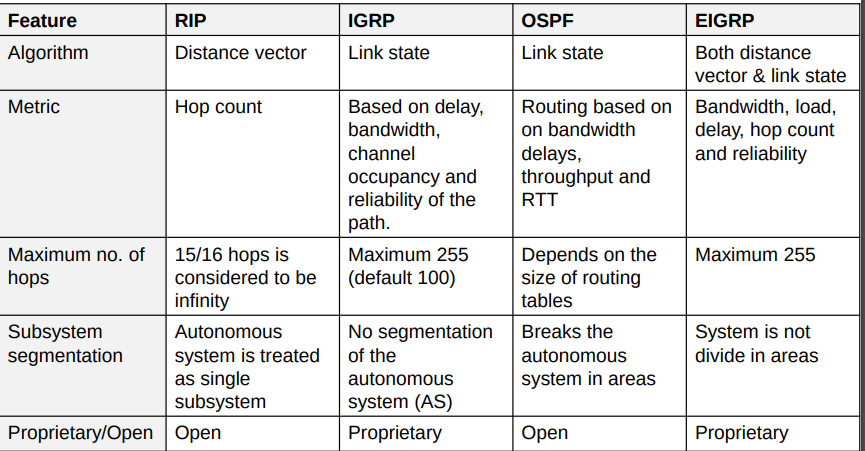 Feature RIP IGRP OSPF EIGRP
Algorithm Distance vector Link state Link state Both distance
vector & link state
Metric Hop count Based on delay,
bandwidth,
channel
occupancy and
reliability of the
path. Routing based on
on bandwidth
delays,
throughput and
RTT Bandwidth, load,
delay, hop count
and reliability
Maximum no. of
hops 15/16 hops is
considered to be
infinity Maximum 255
(default 100) Depends on the
size of routing
tables Maximum 255
Subsystem
segmentation Autonomous
system is treated
as single
subsystem No segmentation
of the
autonomous
system (AS) Breaks the
autonomous
system in areas System is not
divide in areas
Proprietary/Open Open Proprietary Open Proprietary